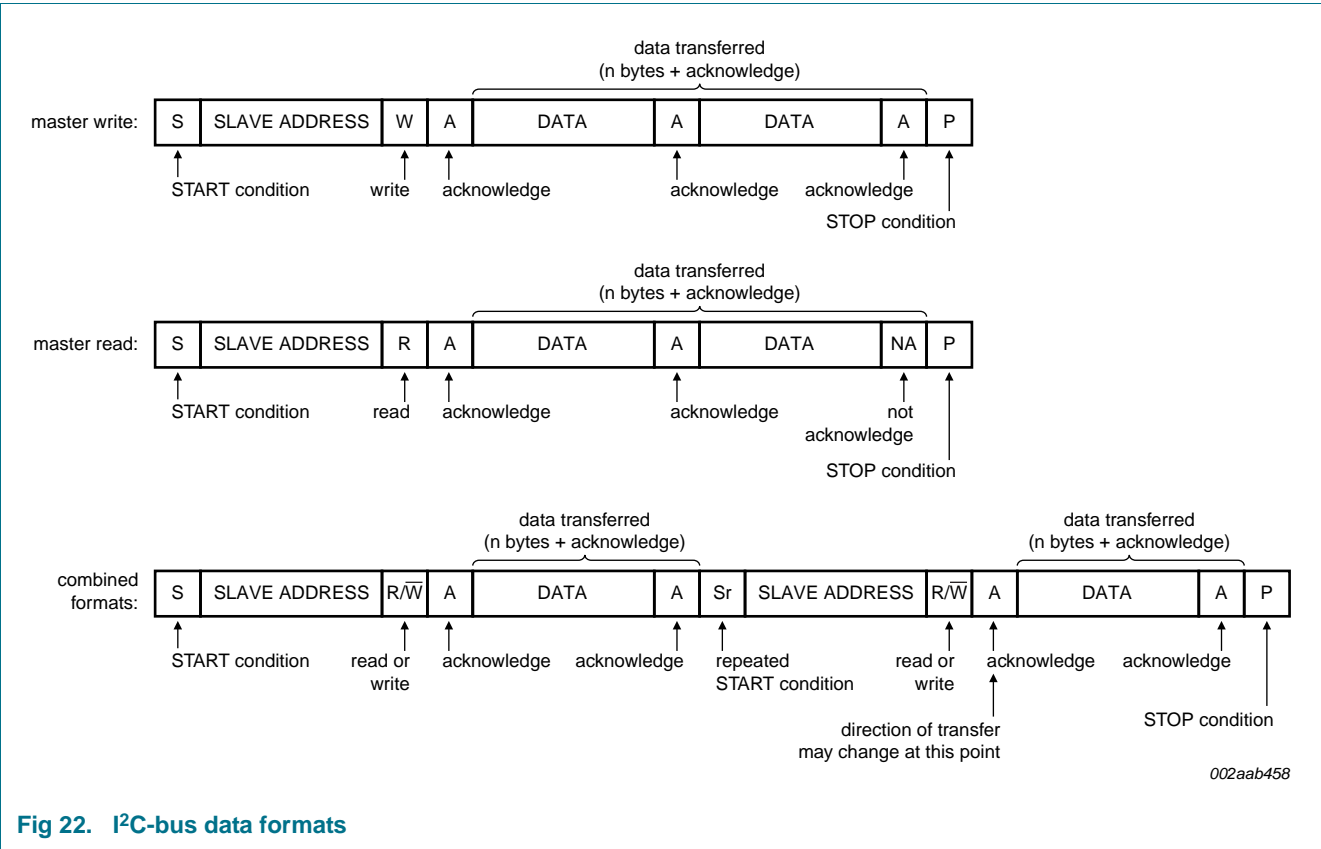 data transferred
(n bytes + acknowledge)
master write: S SLAVE ADDRESS W A DATA A DATA A P
START condition write acknowledge acknowledge acknowledge
STOP condition
data transferred
(n bytes + acknowledge)
master read: S SLAVE ADDRESS R A DATA A DATA NA P
START condition read acknowledge acknowledge not
acknowledge
STOP condition
data transferred data transferred
(n bytes + acknowledge) (n bytes + acknowledge)
combined
formats: S SLAVE ADDRESS R/W̅ A DATA A Sr SLAVE ADDRESS R/W̅ A DATA A P
START condition read or acknowledge acknowledge repeated read or acknowledge acknowledge
write START condition write
direction of transfer STOP condition
may change at this point
002aab458
Fig 22. I²C-bus data formats